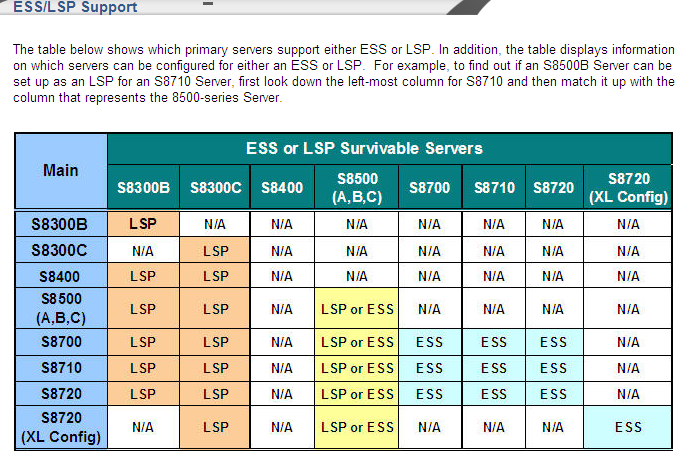 ESS/LSP Support
The table below shows which primary servers support either ESS or LSP. In addition, the table displays information
on which servers can be configured for either an ESS or LSP.  For example, to find out if an S8500B Server can be
set up as an LSP for an S8710 Server, first look down the left-most column for S8710 and then match it up with the
column that represents the 8500-series Server.
Main
ESS or LSP Survivable Servers
S8300B S8300C S8400 S8500 (A,B,C) S8700 S8710 S8720 S8720 (XL Config)
S8300B LSP N/A N/A N/A N/A N/A N/A N/A
S8300C N/A LSP N/A N/A N/A N/A N/A N/A
S8400 LSP LSP N/A N/A N/A N/A N/A N/A
S8500 (A,B,C) LSP LSP N/A LSP or ESS N/A N/A N/A N/A
S8700 LSP LSP N/A LSP or ESS ESS ESS ESS N/A
S8710 LSP LSP N/A LSP or ESS ESS ESS ESS N/A
S8720 LSP LSP N/A LSP or ESS ESS ESS ESS N/A
S8720 (XL Config) N/A LSP N/A LSP or ESS N/A N/A N/A ESS